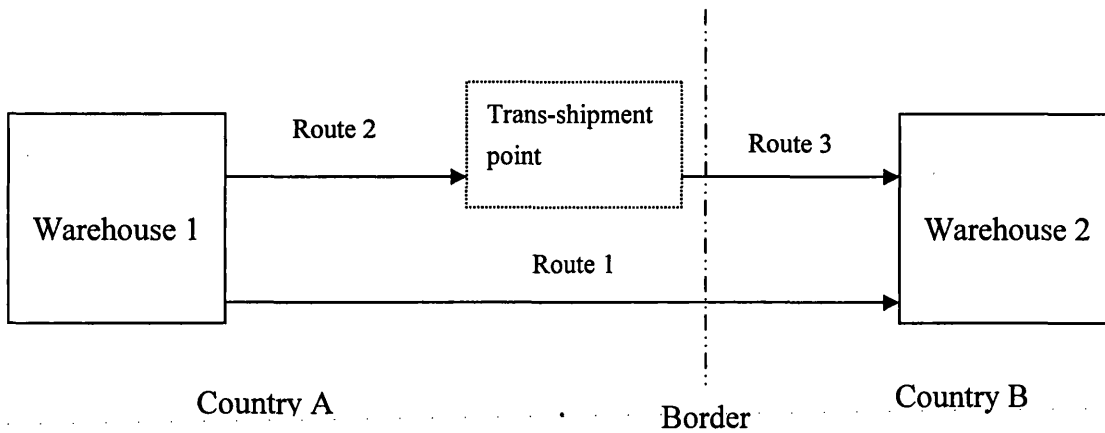 Route 2
Trans-shipment
point
Route 3
Warehouse 1
Warehouse 2
Route 1
Country A
Border
Country B